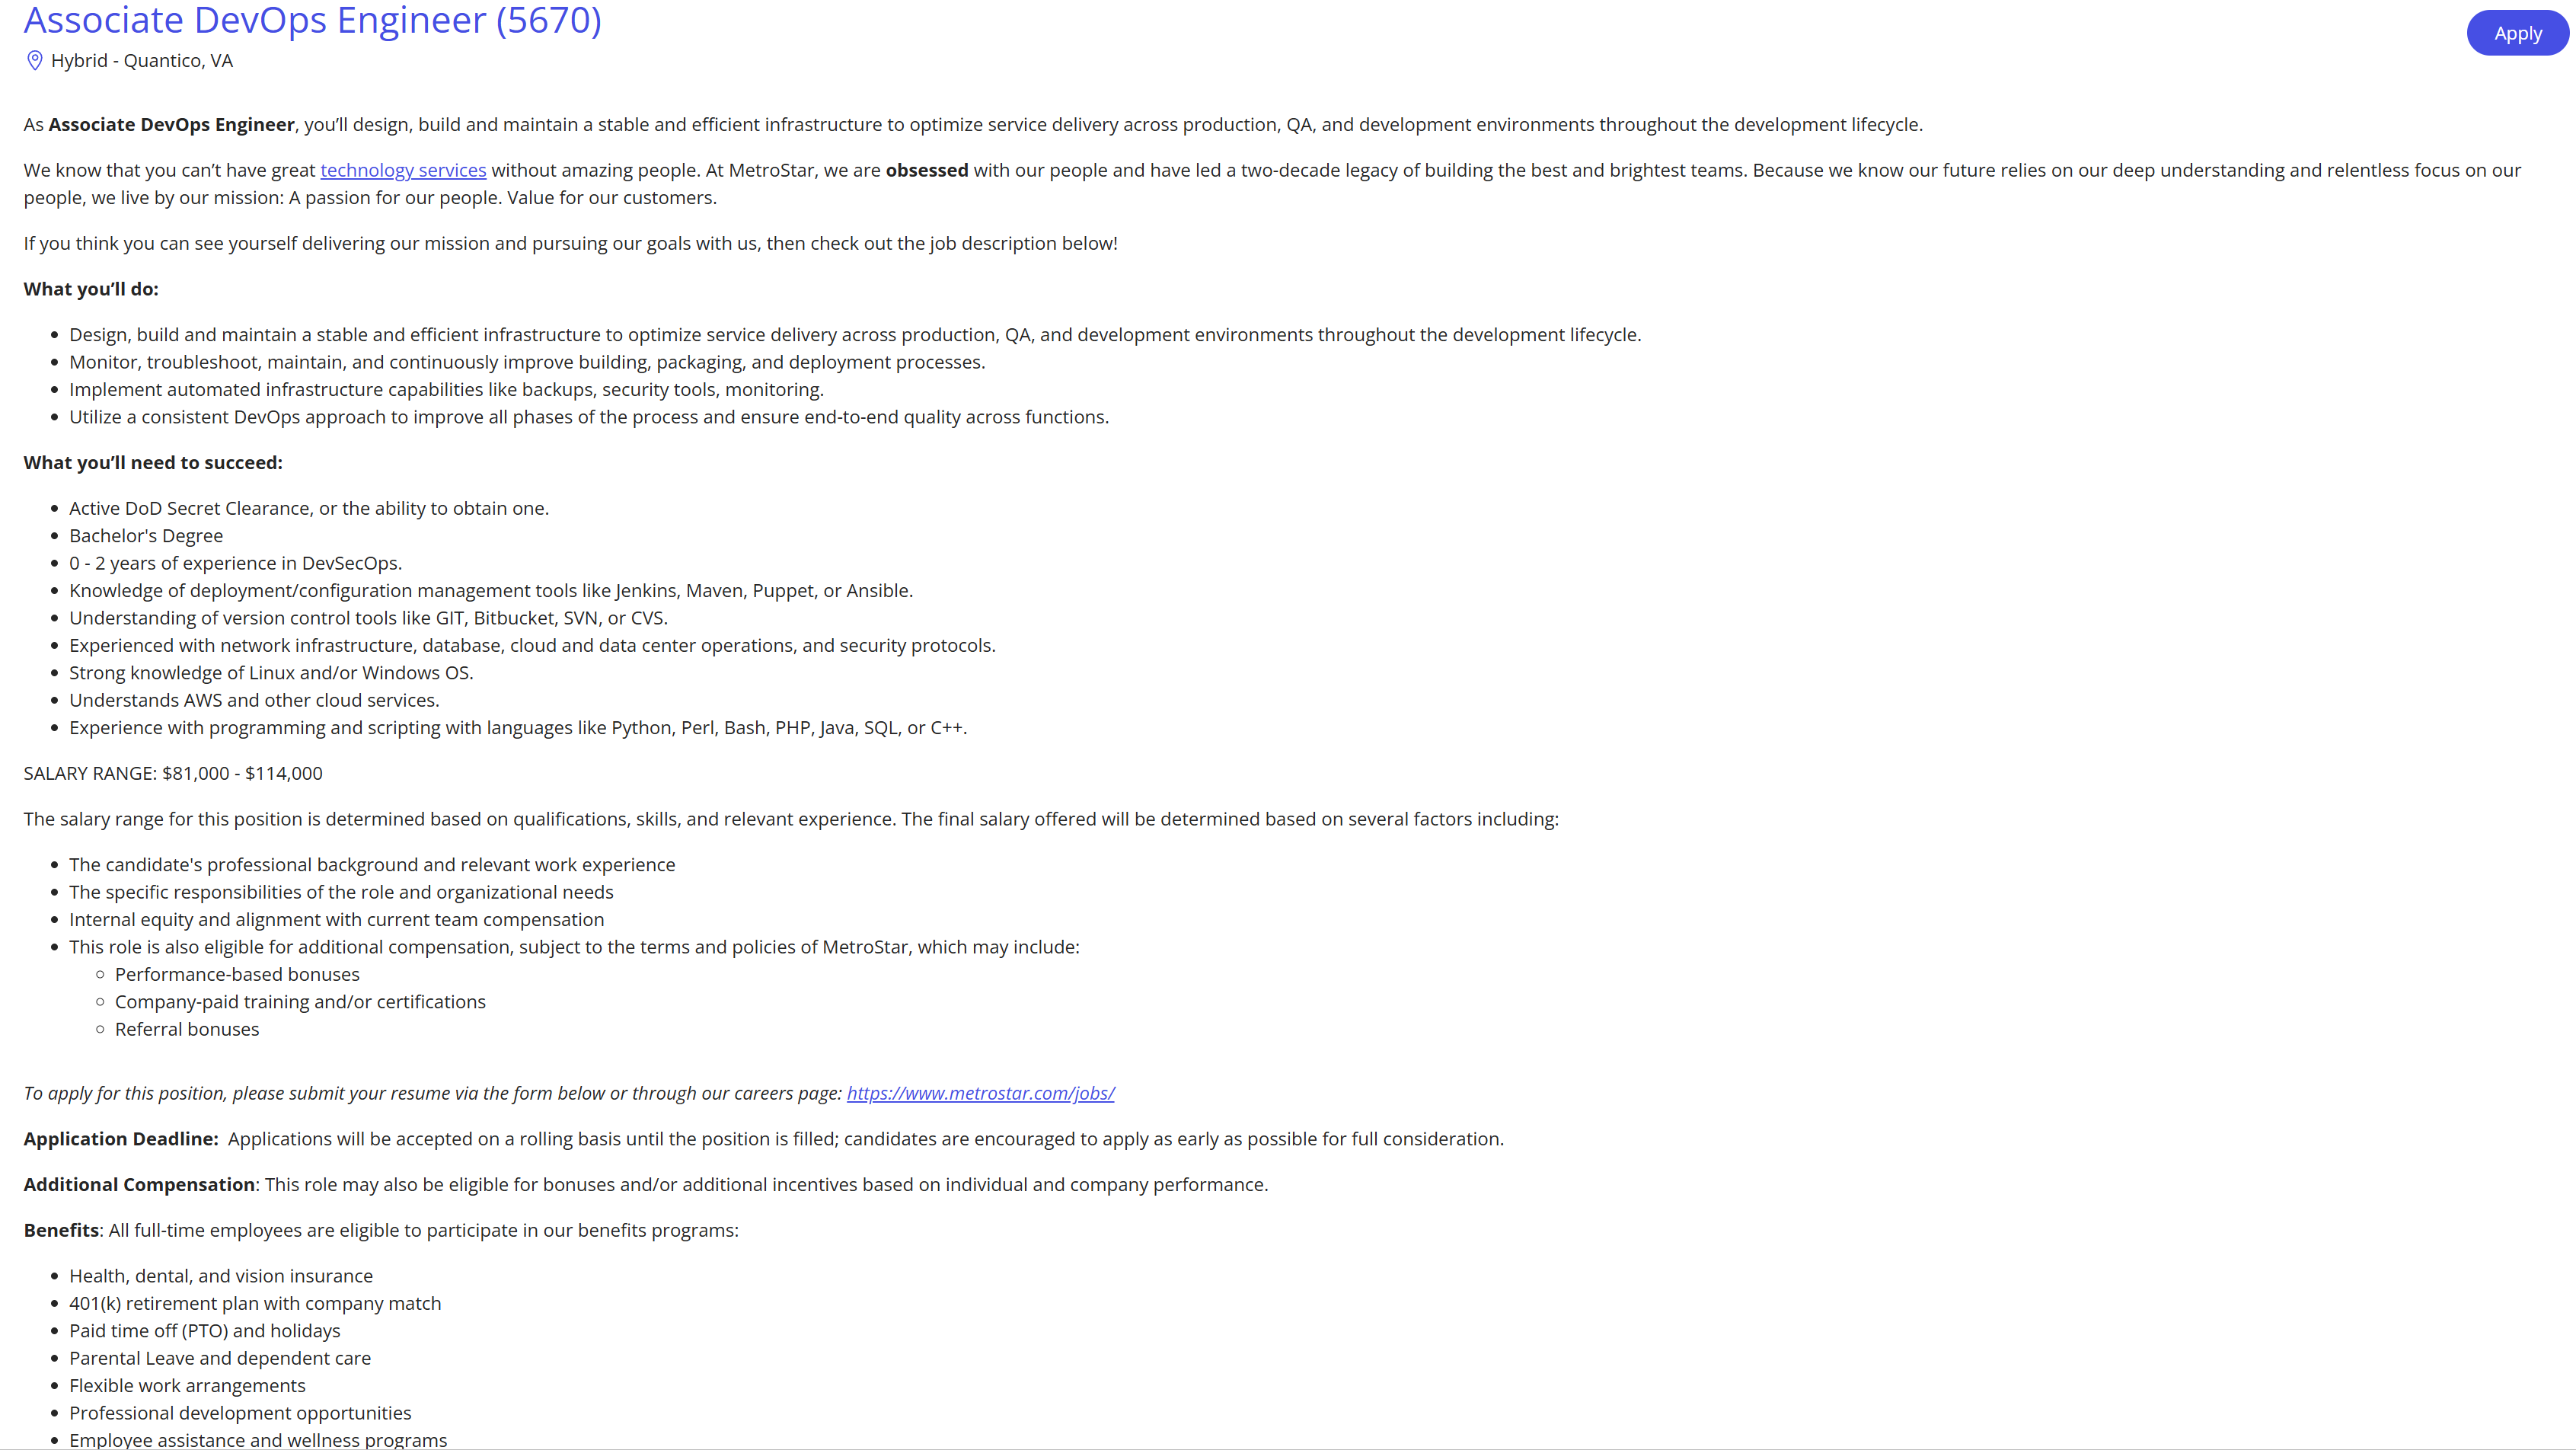 Associate DevOps Engineer (5670)
Apply
Hybrid - Quantico, VA
As Associate DevOps Engineer, you’ll design, build and maintain a stable and efficient infrastructure to optimize service delivery across production, QA, and development environments throughout the development lifecycle.
We know that you can’t have great technology services without amazing people. At MetroStar, we are obsessed with our people and have led a two-decade legacy of building the best and brightest teams. Because we know our future relies on our deep understanding and relentless focus on our
people, we live by our mission: A passion for our people. Value for our customers.
If you think you can see yourself delivering our mission and pursuing our goals with us, then check out the job description below!
What you’ll do:
• Design, build and maintain a stable and efficient infrastructure to optimize service delivery across production, QA, and development environments throughout the development lifecycle.
• Monitor, troubleshoot, maintain, and continuously improve building, packaging, and deployment processes.
• Implement automated infrastructure capabilities like backups, security tools, monitoring.
• Utilize a consistent DevOps approach to improve all phases of the process and ensure end-to-end quality across functions.
What you’ll need to succeed:
• Active DoD Secret Clearance, or the ability to obtain one.
• Bachelor's Degree
• 0 - 2 years of experience in DevSecOps.
• Knowledge of deployment/configuration management tools like Jenkins, Maven, Puppet, or Ansible.
• Understanding of version control tools like GIT, Bitbucket, SVN, or CVS.
• Experienced with network infrastructure, database, cloud and data center operations, and security protocols.
• Strong knowledge of Linux and/or Windows OS.
• Understands AWS and other cloud services.
• Experience with programming and scripting with languages like Python, Perl, Bash, PHP, Java, SQL, or C++.
SALARY RANGE: $81,000 - $114,000
The salary range for this position is determined based on qualifications, skills, and relevant experience. The final salary offered will be determined based on several factors including:
• The candidate's professional background and relevant work experience
• The specific responsibilities of the role and organizational needs
• Internal equity and alignment with current team compensation
• This role is also eligible for additional compensation, subject to the terms and policies of MetroStar, which may include:
◦ Performance-based bonuses
◦ Company-paid training and/or certifications
◦ Referral bonuses
To apply for this position, please submit your resume via the form below or through our careers page: https://www.metrostar.com/jobs/
Application Deadline: Applications will be accepted on a rolling basis until the position is filled; candidates are encouraged to apply as early as possible for full consideration.
Additional Compensation: This role may also be eligible for bonuses and/or additional incentives based on individual and company performance.
Benefits: All full-time employees are eligible to participate in our benefits programs:
• Health, dental, and vision insurance
• 401(k) retirement plan with company match
• Paid time off (PTO) and holidays
• Parental Leave and dependent care
• Flexible work arrangements
• Professional development opportunities
• Employee assistance and wellness programs